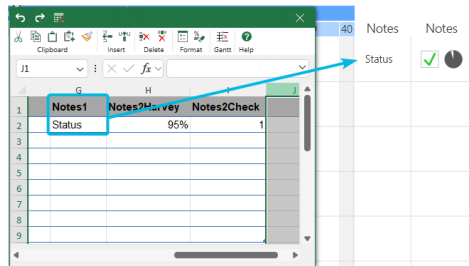 Clipboard Insert Delete Format Gantt Help
J1 fx
G H I J
1 Notes1 Notes2Harvey Notes2Check
2 Status 95% 1
3
4
5
6
7
8
9
40 Notes Notes
Status